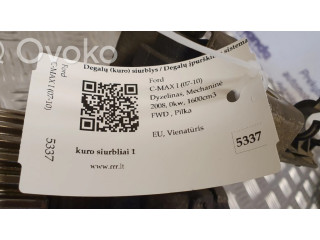 Ovoko
Degalų (kuro) siurblys / Degalų įpurškimo sistema
Ford
C-MAX I (07-10)
Dyzelinas, Mechaninė
2008, 0kw, 1600cm3
FWD , Pilka
EU, Vienatūris
5337
kuro siurbliai 1
www.rrr.lt
Ford
C-MAX I (07-10)
5337